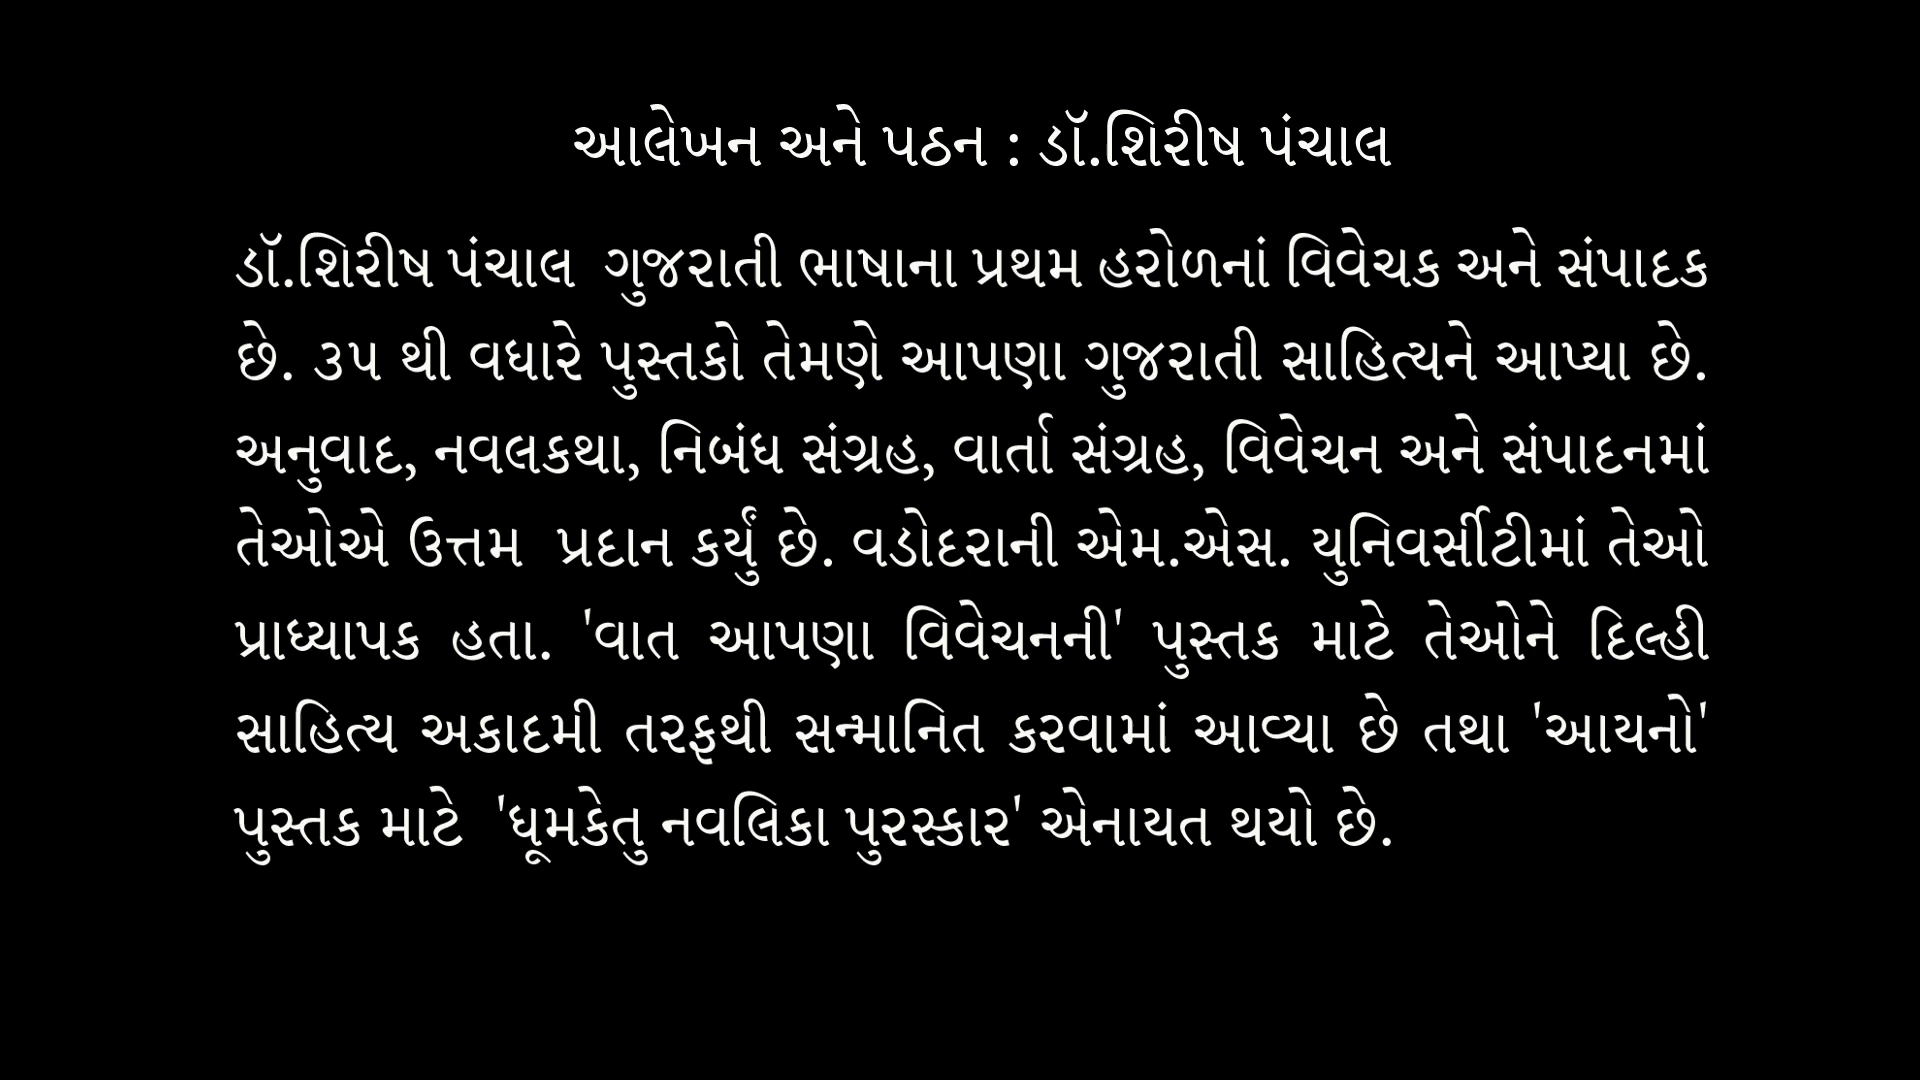 આલેખન અને પઠન : ડૉ.શિરીષ પંચાલ
ડૉ.શિરીષ પંચાલ ગુજરાતી ભાષાના પ્રથમ હરોળનાં વિવેચક અને સંપાદક
છે. ૩૫ થી વધારે પુસ્તકો તેમણે આપણા ગુજરાતી સાહિત્યને આપ્યા છે.
અનુવાદ, નવલકથા, નિબંધ સંગ્રહ, વાર્તા સંગ્રહ, વિવેચન અને સંપાદનમાં
તેઓએ ઉત્તમ પ્રદાન કર્યું છે. વડોદરાની એમ.એસ. યુનિવર્સીટીમાં તેઓ
પ્રાધ્યાપક હતા. 'વાત આપણા વિવેચનની' પુસ્તક માટે તેઓને દિલ્હી
સાહિત્ય અકાદમી તરફથી સન્માનિત કરવામાં આવ્યા છે તથા 'આયનો'
પુસ્તક માટે 'ધૂમકેતુ નવલિકા પુરસ્કાર' એનાયત થયો છે.